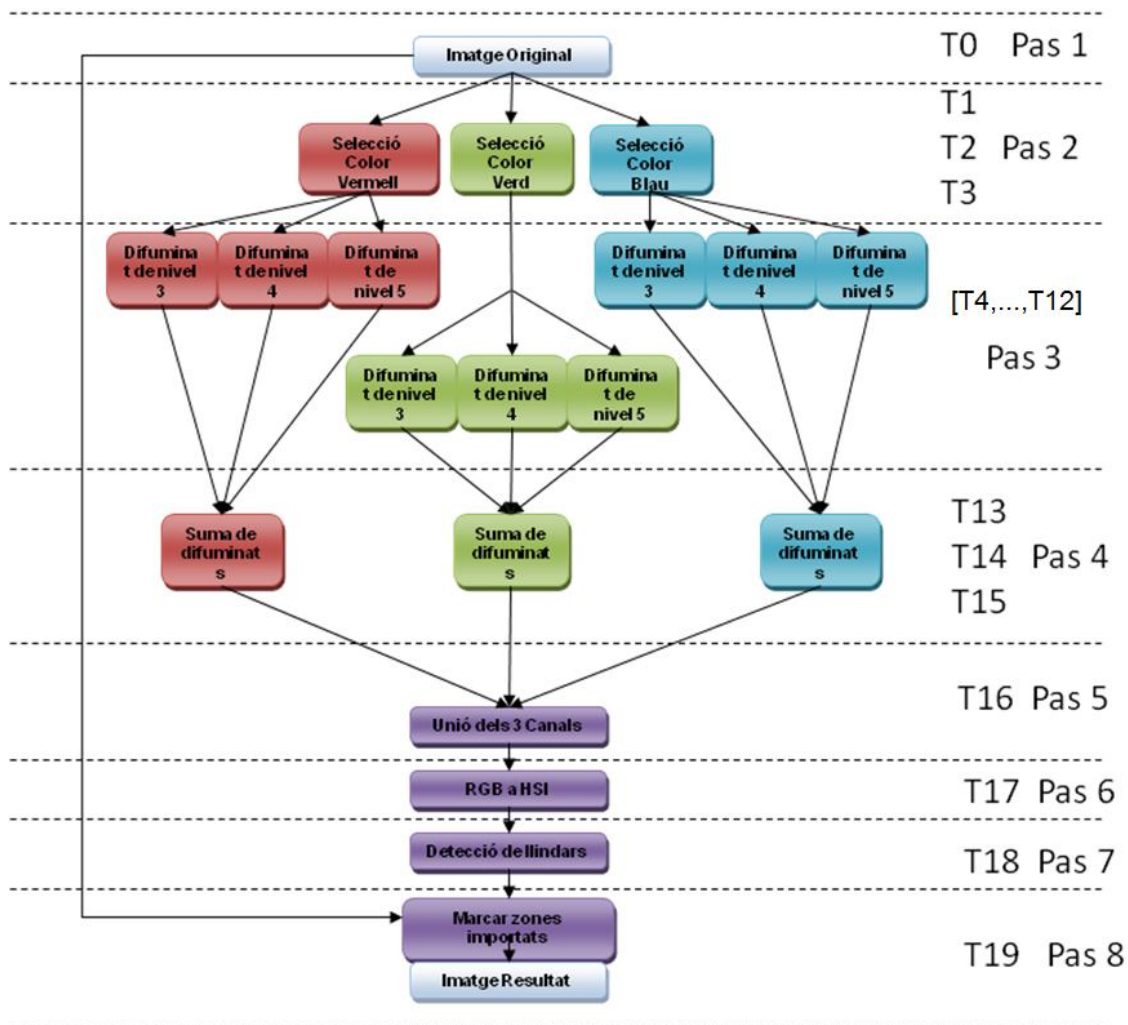 Imatge Original
T0 Pas 1
Selecció
Color
Vermell
Selecció
Color
Verd
Selecció
Color
Blau
T1
T2 Pas 2
T3
Difumina
t de nivel
3
Difumina
t de nivel
4
Difumina
t de
nivel 5
Difumina
t de nivel
3
Difumina
t de nivel
4
Difumina
t de
nivel 5
[T4,...,T12]
Pas 3
Difumina
t de nivel
3
Difumina
t de nivel
4
Difumina
t de
nivel 5
Suma de
difuminat
s
Suma de
difuminat
s
Suma de
difuminat
s
T13
T14 Pas 4
T15
Unió dels 3 Canals
T16 Pas 5
RGB a HSI
T17 Pas 6
Detecció de llindars
T18 Pas 7
Marcar zones
importats
Imatge Resultat
T19 Pas 8